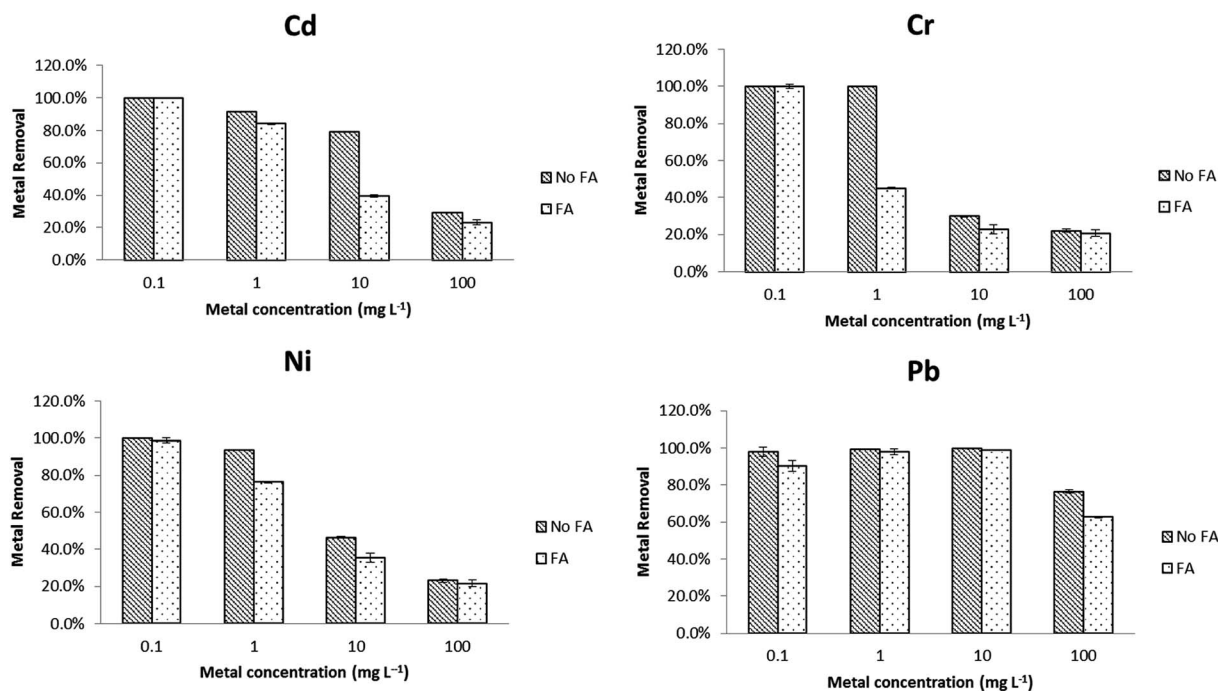 Cd
120.0%
100.0%
80.0%
60.0%
40.0%
20.0%
0.0%
Metal Removal
0.1 1 10 100
Metal concentration (mg L⁻¹)
No FA
FA
Cr
120.0%
100.0%
80.0%
60.0%
40.0%
20.0%
0.0%
Metal Removal
0.1 1 10 100
Metal concentration (mg L⁻¹)
No FA
FA
Ni
120.0%
100.0%
80.0%
60.0%
40.0%
20.0%
0.0%
Metal Removal
0.1 1 10 100
Metal concentration (mg L⁻¹)
No FA
FA
Pb
120.0%
100.0%
80.0%
60.0%
40.0%
20.0%
0.0%
Metal Removal
0.1 1 10 100
Metal concentration (mg L⁻¹)
No FA
FA